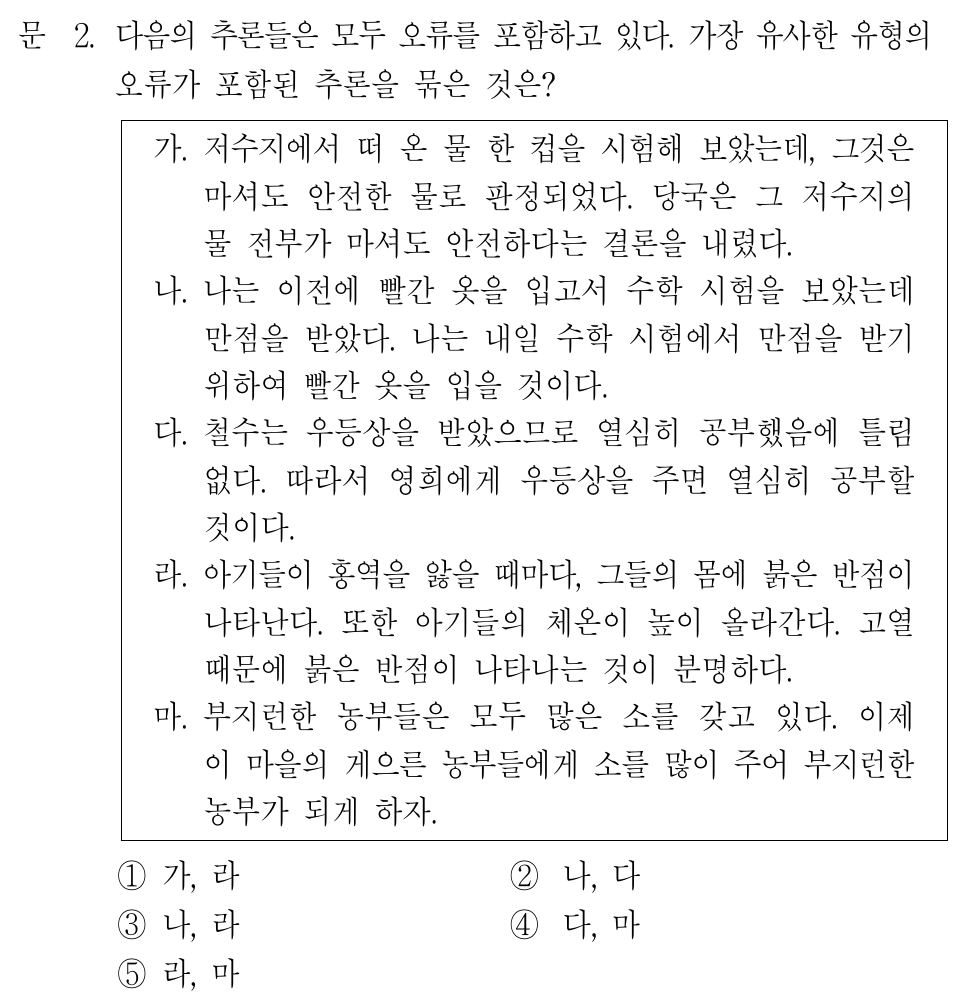 문 2. 다음의 추론들은 모두 오류를 포함하고 있다. 가장 유사한 유형의
오류가 포함된 추론을 묶은 것은?
가. 저수지에서 떠 온 물 한 컵을 시험해 보았는데, 그것은
마셔도 안전한 물로 판정되었다. 당국은 그 저수지의
물 전부가 마셔도 안전하다는 결론을 내렸다.
나. 나는 이전에 빨간 옷을 입고서 수학 시험을 보았는데
만점을 받았다. 나는 내일 수학 시험에서 만점을 받기
위하여 빨간 옷을 입을 것이다.
다. 철수는 우등상을 받았으므로 열심히 공부했음에 틀림
없다. 따라서 영희에게 우등상을 주면 열심히 공부할
것이다.
라. 아기들이 홍역을 앓을 때마다, 그들의 몸에 붉은 반점이
나타난다. 또한 아기들의 체온이 높이 올라간다. 고열
때문에 붉은 반점이 나타나는 것이 분명하다.
마. 부지런한 농부들은 모두 많은 소를 갖고 있다. 이제
이 마을의 게으른 농부들에게 소를 많이 주어 부지런한
농부가 되게 하자.
① 가, 라 ② 나, 다
③ 나, 라 ④ 다, 마
⑤ 라, 마